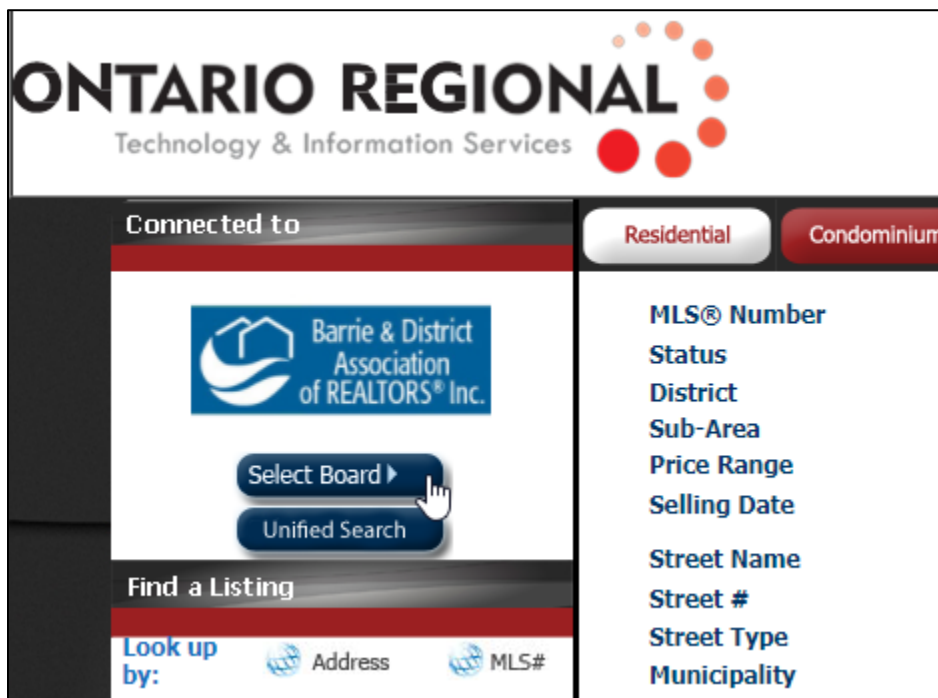 ONTARIO REGIONAL
Technology & Information Services
Connected to
Barrie & District
Association
of REALTORS® Inc.
Select Board
Unified Search
Find a Listing
Look up
by:
Address
MLS#
Residential
Condominium
MLS® Number
Status
District
Sub-Area
Price Range
Selling Date
Street Name
Street #
Street Type
Municipality